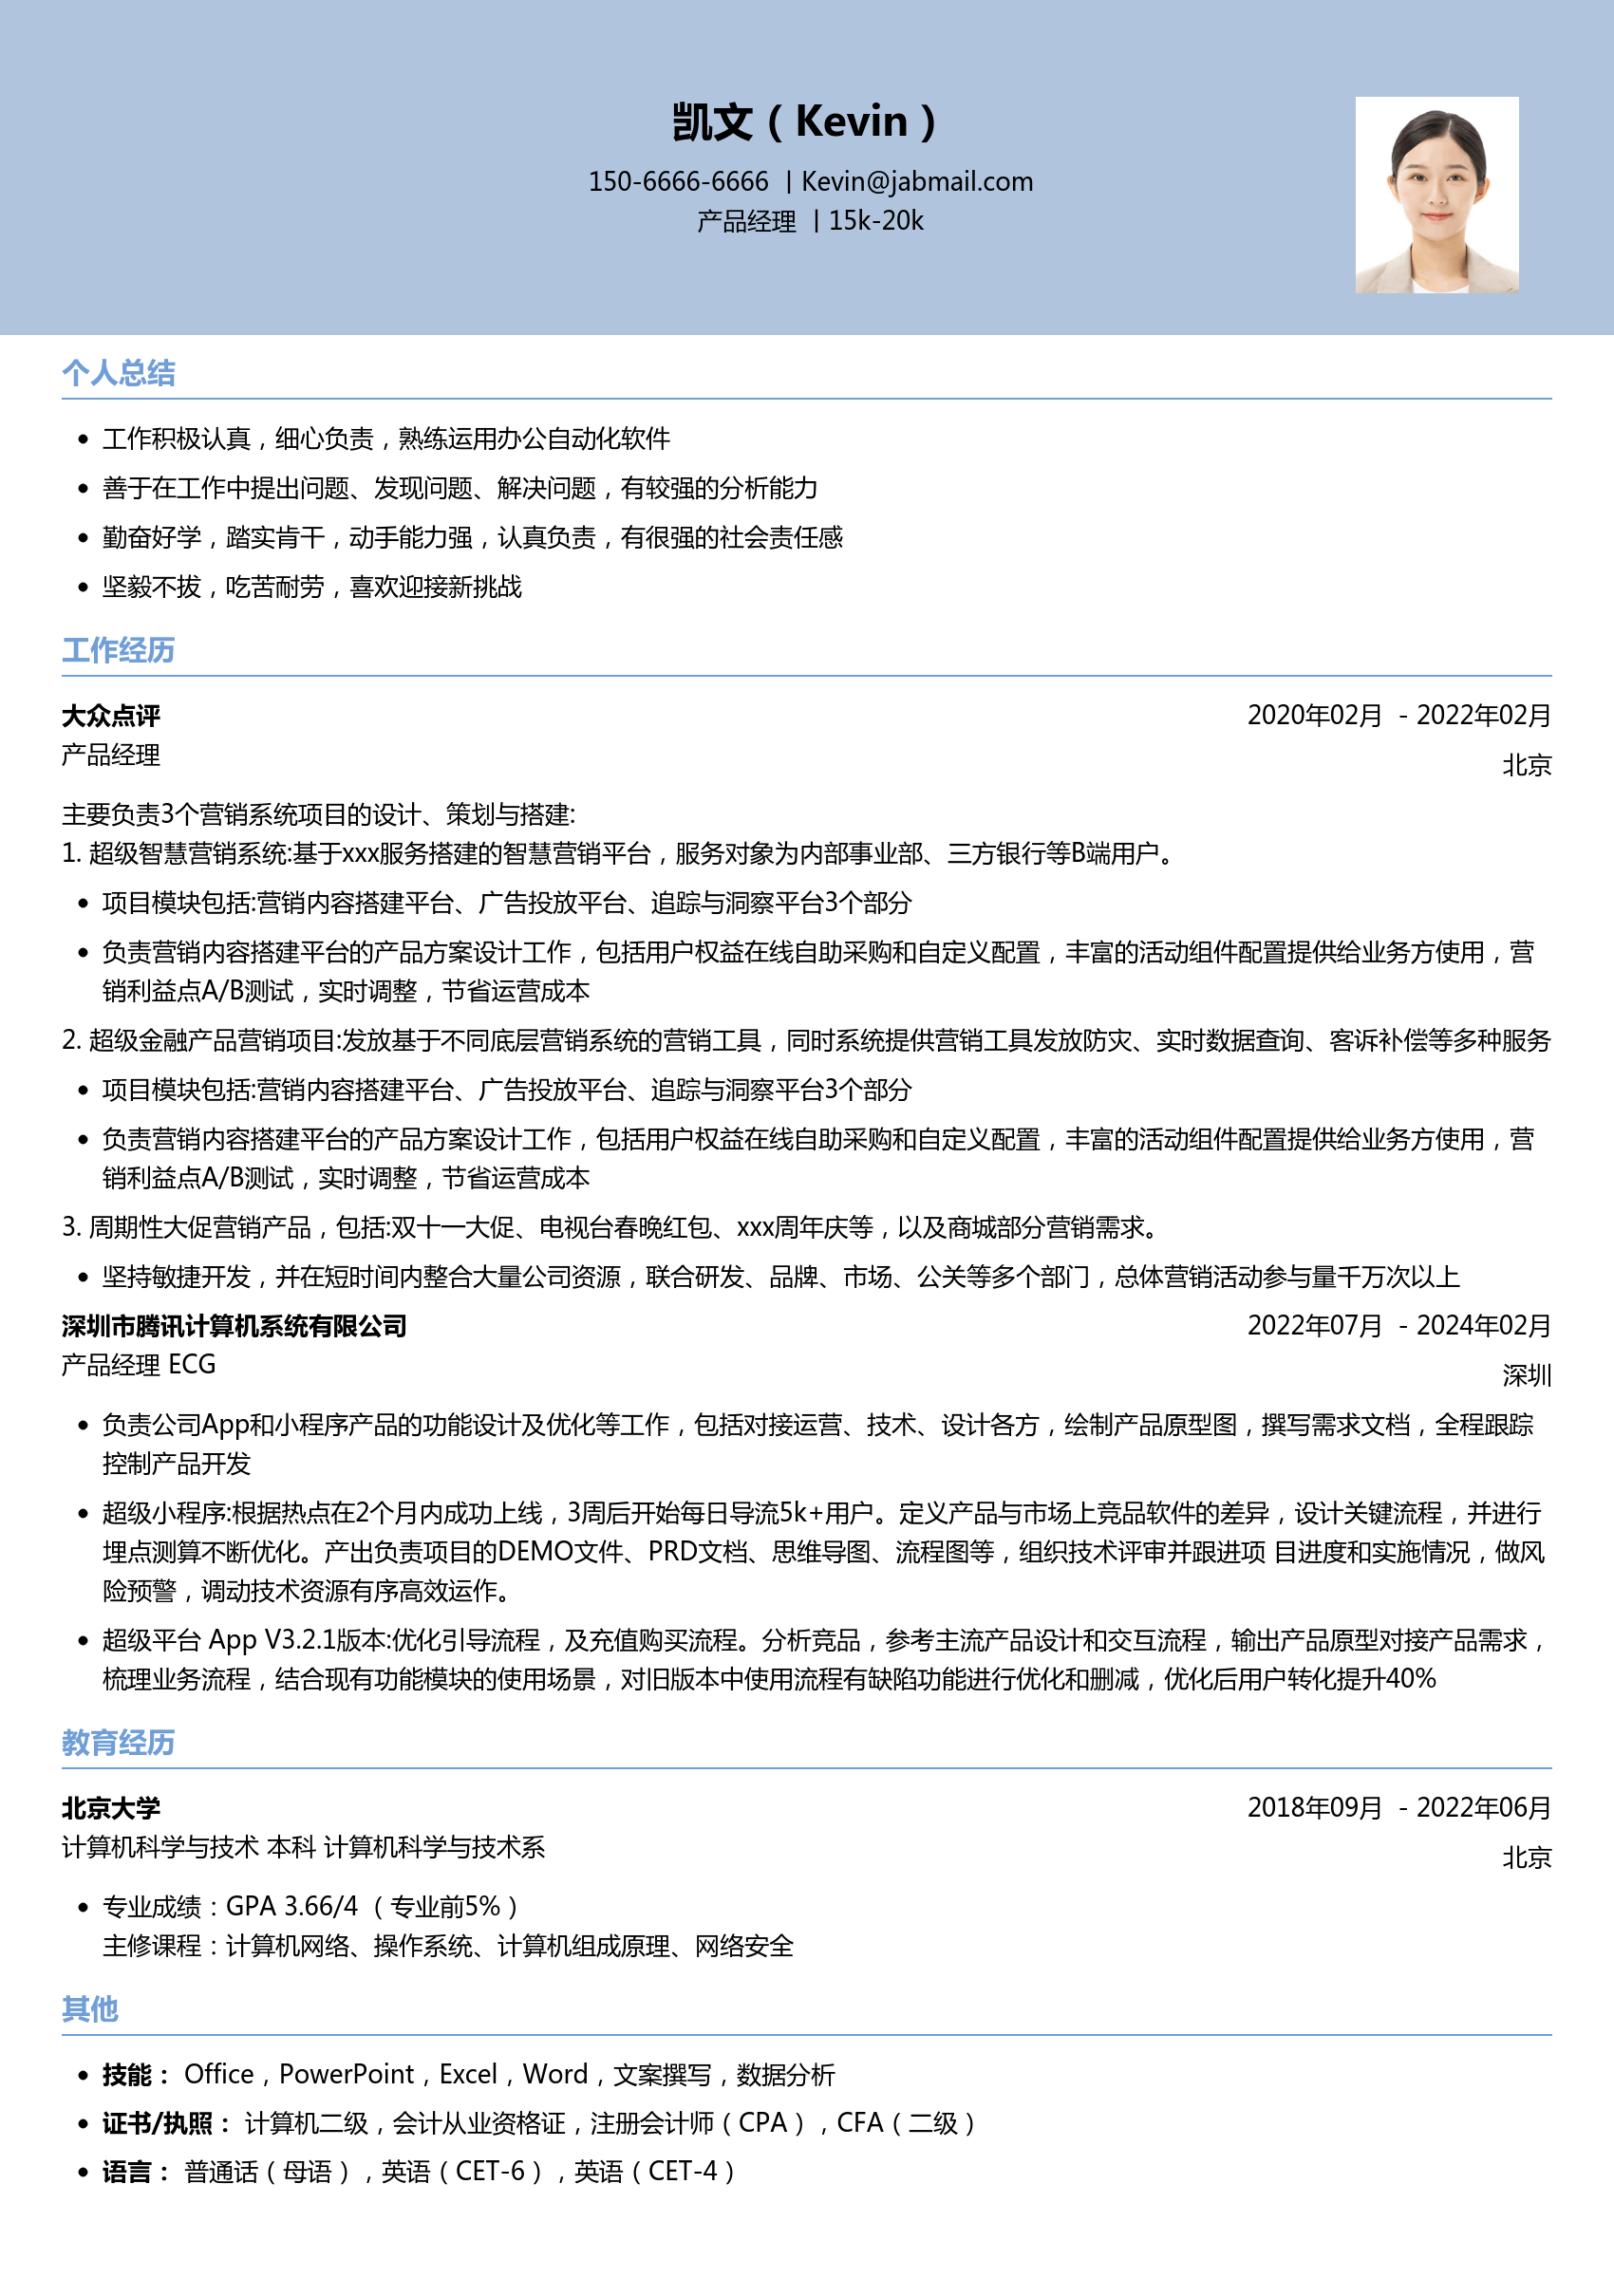 凯文（Kevin）
150-6666-6666 | Kevin@jabmail.com
产品经理 | 15k-20k
个人总结
• 工作积极认真，细心负责，熟练运用办公自动化软件
• 善于在工作中提出问题、发现问题、解决问题，有较强的分析能力
• 勤奋好学，踏实肯干，动手能力强，认真负责，有很强的社会责任感
• 坚毅不拔，吃苦耐劳，喜欢迎接新挑战
工作经历
大众点评 2020年02月 - 2022年02月
产品经理 北京
主要负责3个营销系统项目的设计、策划与搭建:
1. 超级智慧营销系统:基于xxx服务搭建的智慧营销平台，服务对象为内部事业部、三方银行等B端用户。
• 项目模块包括:营销内容搭建平台、广告投放平台、追踪与洞察平台3个部分
• 负责营销内容搭建平台的产品方案设计工作，包括用户权益在线自助采购和自定义配置，丰富的活动组件配置提供给业务方使用，营
销利益点A/B测试，实时调整，节省运营成本
2. 超级金融产品营销项目:发放基于不同底层营销系统的营销工具，同时系统提供营销工具发放防灾、实时数据查询、客诉补偿等多种服务
• 项目模块包括:营销内容搭建平台、广告投放平台、追踪与洞察平台3个部分
• 负责营销内容搭建平台的产品方案设计工作，包括用户权益在线自助采购和自定义配置，丰富的活动组件配置提供给业务方使用，营
销利益点A/B测试，实时调整，节省运营成本
3. 周期性大促营销产品，包括:双十一大促、电视台春晚红包、xxx周年庆等，以及商城部分营销需求。
• 坚持敏捷开发，并在短时间内整合大量公司资源，联合研发、品牌、市场、公关等多个部门，总体营销活动参与量千万次以上
深圳市腾讯计算机系统有限公司 2022年07月 - 2024年02月
产品经理 ECG 深圳
• 负责公司App和小程序产品的功能设计及优化等工作，包括对接运营、技术、设计各方，绘制产品原型图，撰写需求文档，全程跟踪
控制产品开发
• 超级小程序:根据热点在2个月内成功上线，3周后开始每日导流5k+用户。定义产品与市场上竞品软件的差异，设计关键流程，并进行
埋点测算不断优化。产出负责项目的DEMO文件、PRD文档、思维导图、流程图等，组织技术评审并跟进项 目进度和实施情况，做风
险预警，调动技术资源有序高效运作。
• 超级平台 App V3.2.1版本:优化引导流程，及充值购买流程。分析竞品，参考主流产品设计和交互流程，输出产品原型对接产品需求，
梳理业务流程，结合现有功能模块的使用场景，对旧版本中使用流程有缺陷功能进行优化和删减，优化后用户转化提升40%
教育经历
北京大学 2018年09月 - 2022年06月
计算机科学与技术 本科 计算机科学与技术系 北京
• 专业成绩：GPA 3.66/4 （专业前5%）
主修课程：计算机网络、操作系统、计算机组成原理、网络安全
其他
• 技能： Office，PowerPoint，Excel，Word，文案撰写，数据分析
• 证书/执照： 计算机二级，会计从业资格证，注册会计师（CPA），CFA（二级）
• 语言： 普通话（母语），英语（CET-6），英语（CET-4）